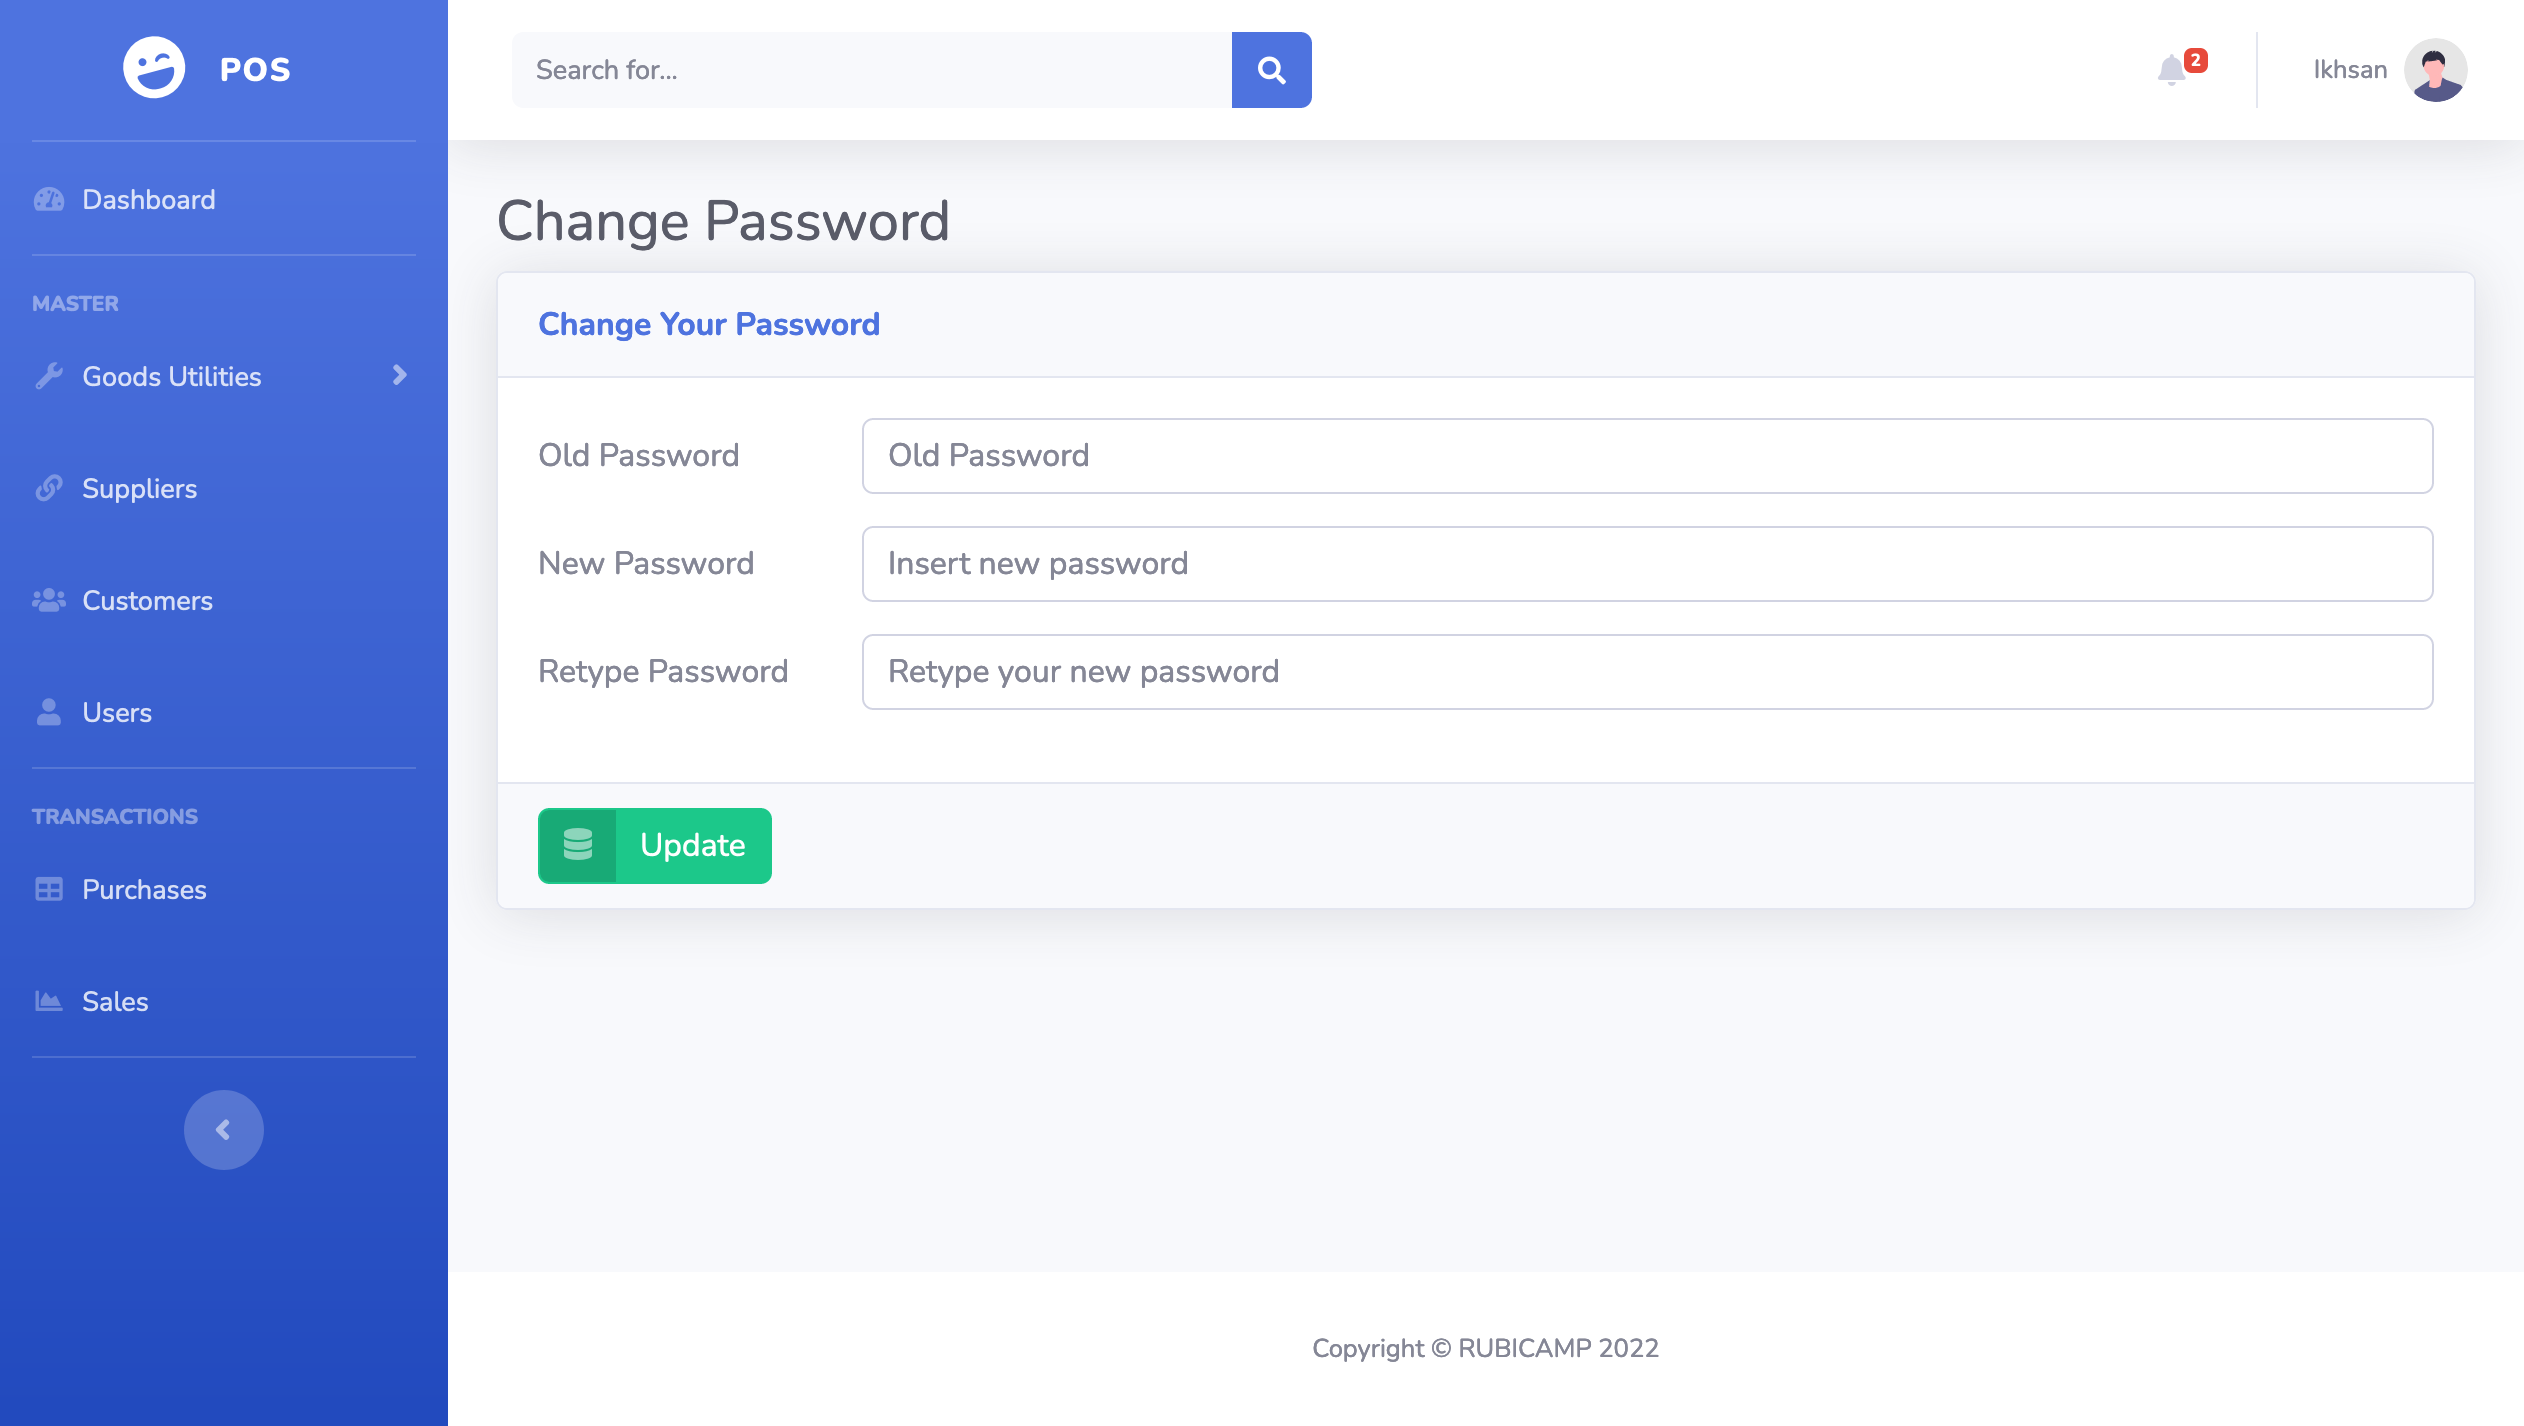 POS
Dashboard
MASTER
Goods Utilities
Suppliers
Customers
Users
TRANSACTIONS
Purchases
Sales
Search for...
2
Ikhsan
Change Password
Change Your Password
Old Password
Old Password
New Password
Insert new password
Retype Password
Retype your new password
Update
Copyright © RUBICAMP 2022